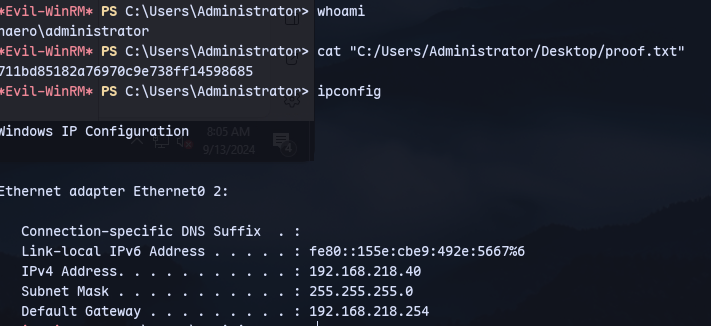 *Evil-WinRM* PS C:\Users\Administrator> whoami
haero\administrator
*Evil-WinRM* PS C:\Users\Administrator> cat "C:/Users/Administrator/Desktop/proof.txt"
711bd85182a76970c9e738ff14598685
*Evil-WinRM* PS C:\Users\Administrator> ipconfig
Windows IP Configuration
8:05 AM
9/13/2024
4
Ethernet adapter Ethernet0 2:
Connection-specific DNS Suffix  . :
Link-local IPv6 Address . . . . . : fe80::155e:cbe9:492e:5667%6
IPv4 Address. . . . . . . . . . . : 192.168.218.40
Subnet Mask . . . . . . . . . . . : 255.255.255.0
Default Gateway . . . . . . . . . : 192.168.218.254